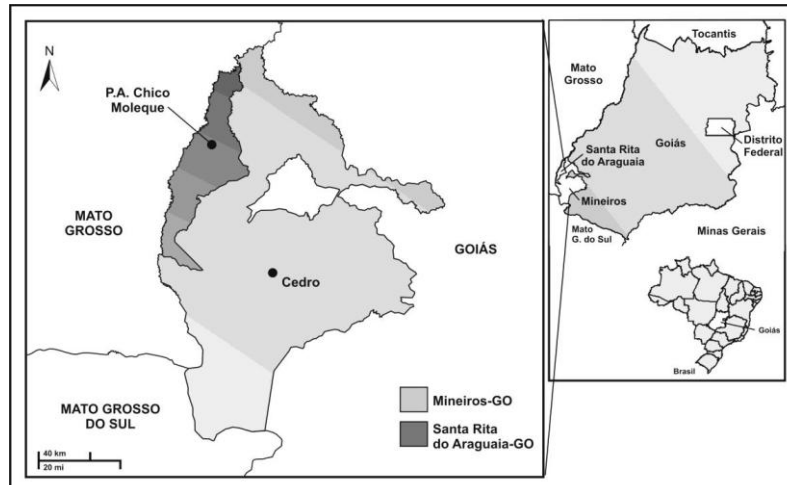 N
P.A. Chico
Moleque
MATO
GROSSO
GOIÁS
Cedro
MATO GROSSO
DO SUL
40 km
20 mi
Mineiros-GO
Santa Rita
do Araguaia-GO
Tocantis
Mato
Grosso
Goiás
Distrito
Federal
Santa Rita
do Araguaia
Mineiros
Mato
G. do Sul
Minas Gerais
Goiás
Brasil